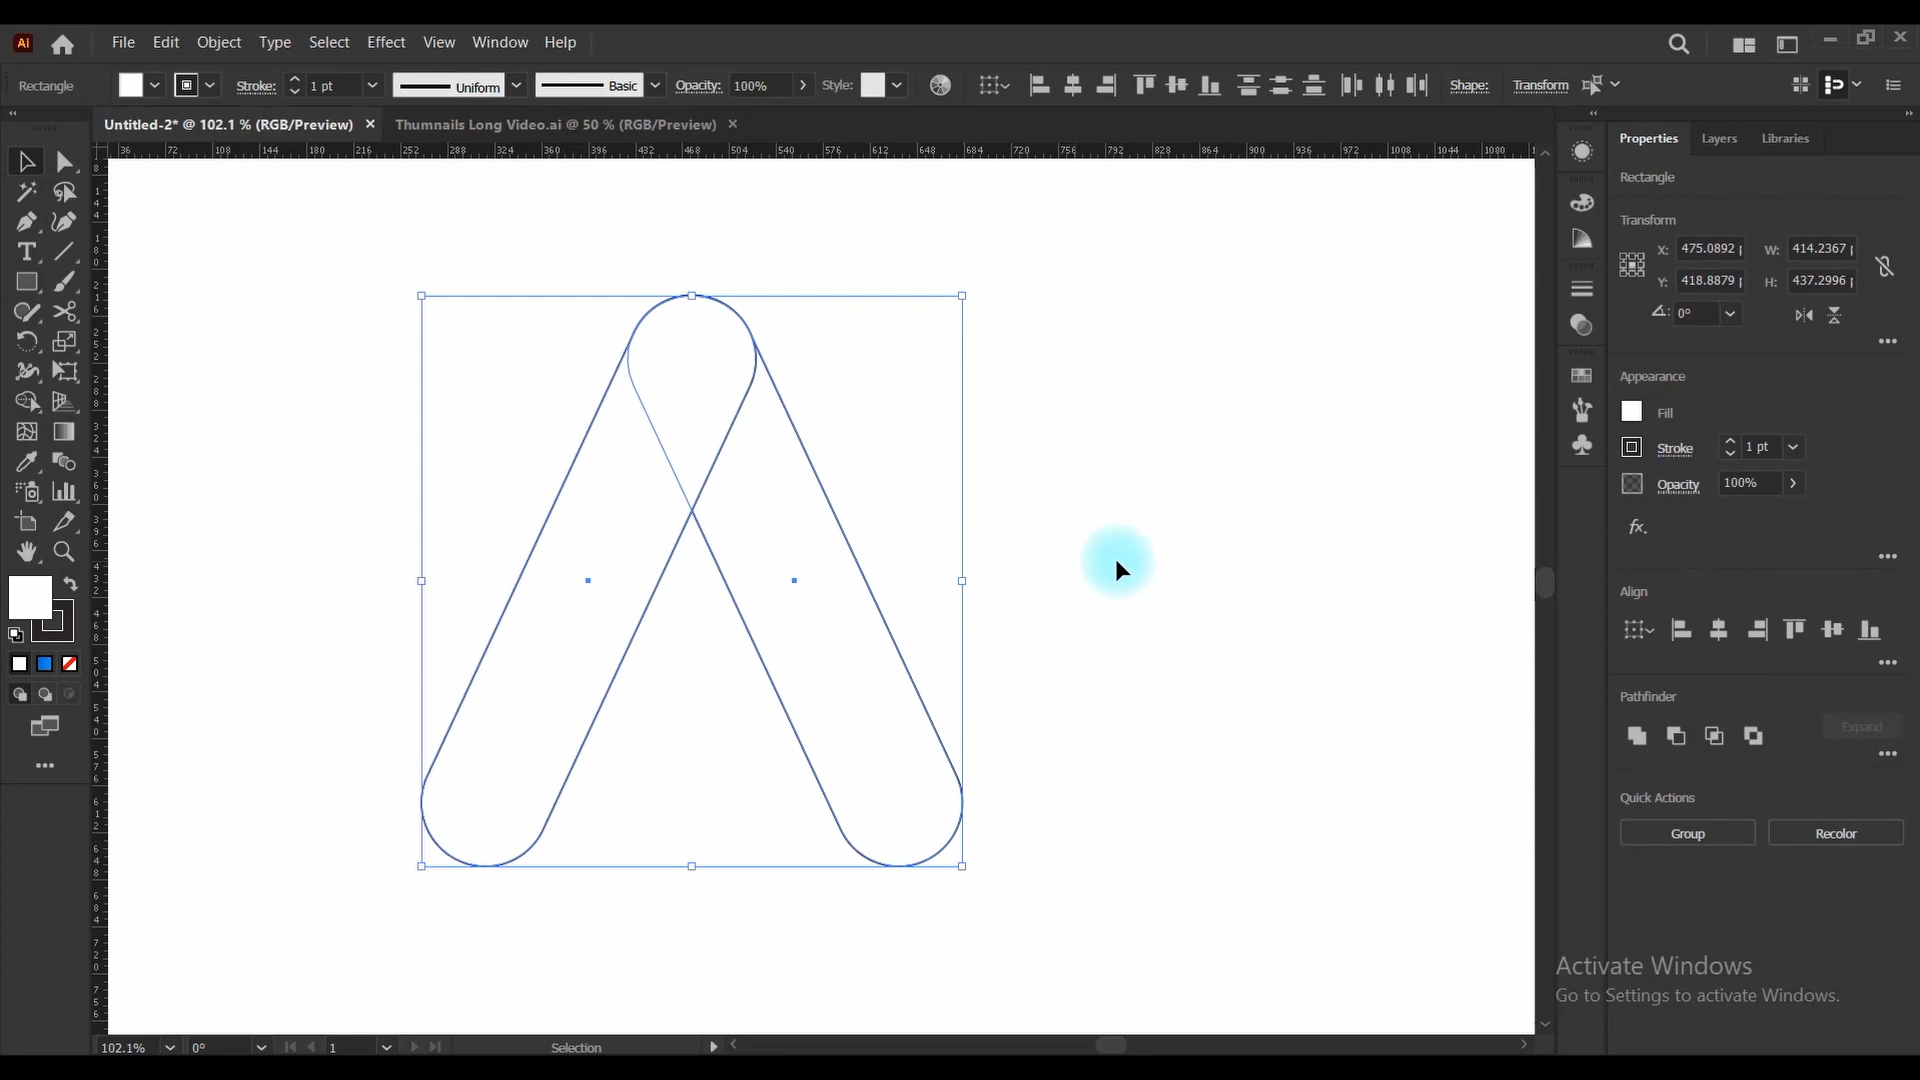 Ai File Edit Object Type Select Effect View Window Help
Rectangle Stroke: 1 pt Uniform Basic Opacity: 100% Style: Shape: Transform
Untitled-2* @ 102.1 % (RGB/Preview) Thumnails Long Video.ai @ 50 % (RGB/Preview)
36 72 108 144 180 216 252 288 324 360 396 432 468 504 540 576 612 648 684 720 756 792 828 864 900 936 972 1008 1044 1080
Properties Layers Libraries
Rectangle
Transform
X: 475.0892 W: 414.2367
Y: 418.8879 H: 437.2996
0°
Appearance
Fill
Stroke 1 pt
Opacity 100%
fx.
Align
Pathfinder
Expand
Quick Actions
Group Recolor
Activate Windows
Go to Settings to activate Windows.
102.1% 0° 1 Selection